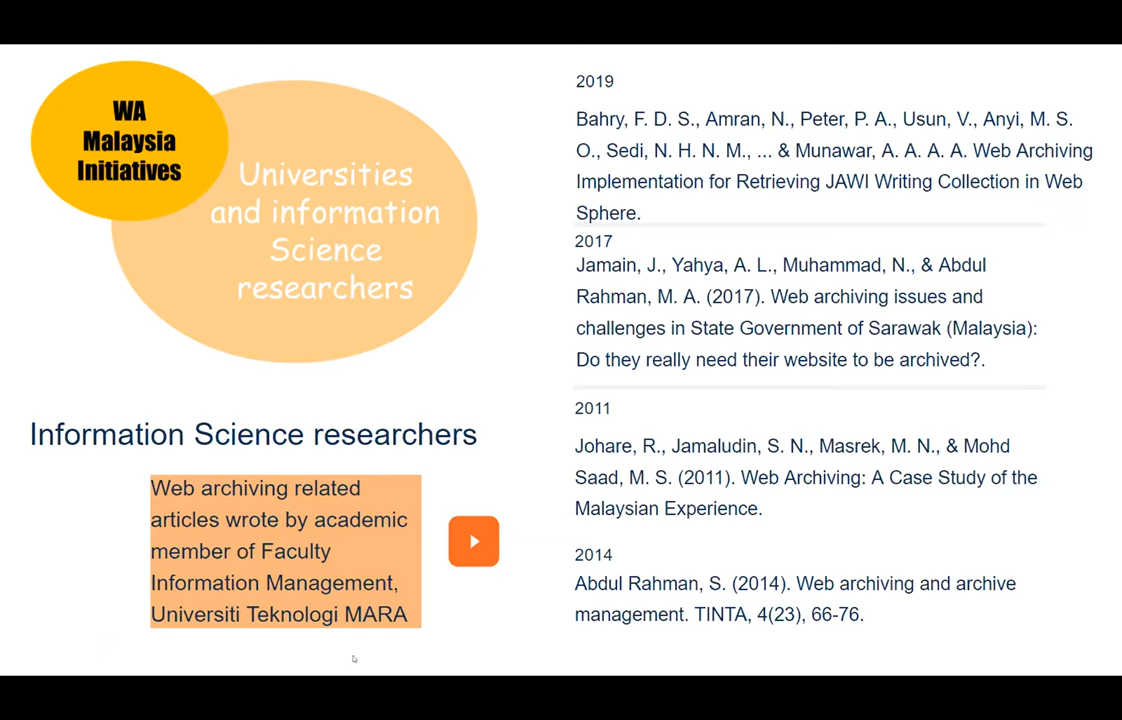 WA
Malaysia
Initiatives
Universities
and information
Science
researchers
Information Science researchers
Web archiving related
articles wrote by academic
member of Faculty
Information Management,
Universiti Teknologi MARA
2019
Bahry, F. D. S., Amran, N., Peter, P. A., Usun, V., Anyi, M. S.
O., Sedi, N. H. N. M., ... & Munawar, A. A. A. A. Web Archiving
Implementation for Retrieving JAWI Writing Collection in Web
Sphere.
2017
Jamain, J., Yahya, A. L., Muhammad, N., & Abdul
Rahman, M. A. (2017). Web archiving issues and
challenges in State Government of Sarawak (Malaysia):
Do they really need their website to be archived?.
2011
Johare, R., Jamaludin, S. N., Masrek, M. N., & Mohd
Saad, M. S. (2011). Web Archiving: A Case Study of the
Malaysian Experience.
2014
Abdul Rahman, S. (2014). Web archiving and archive
management. TINTA, 4(23), 66-76.